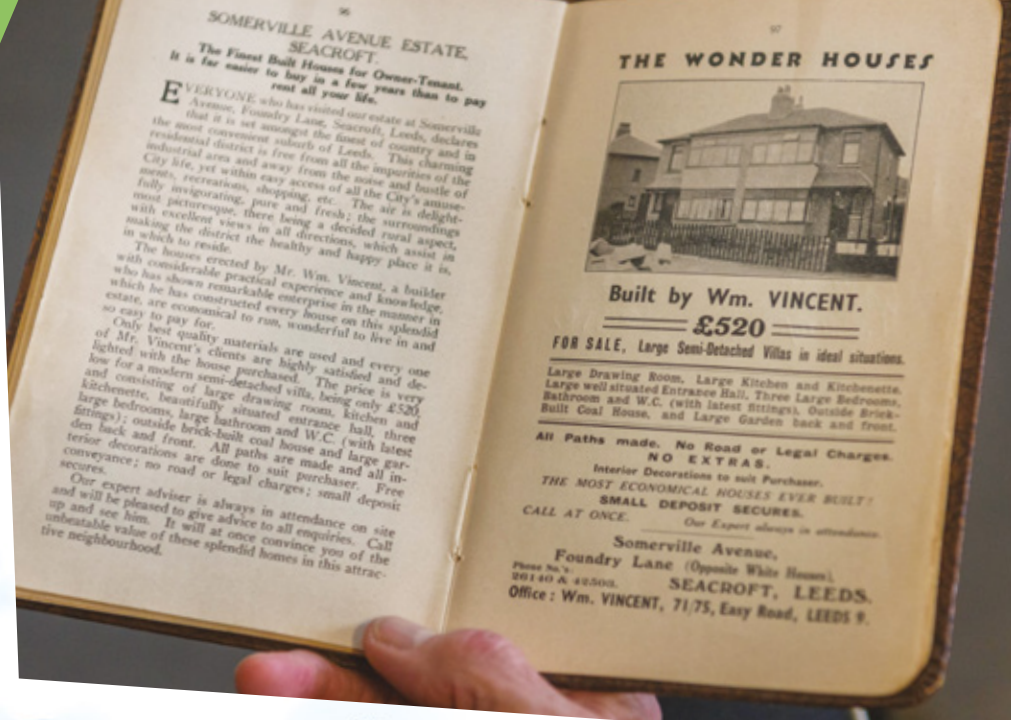 96
SOMERVILLE AVENUE ESTATE,
SEACROFT.
The Finest Built Houses for Owner-Tenant.
It is far easier to buy in a few years than to pay
rent all your life.
EVERYONE who has visited our estate at Somerville
Avenue, Foundry Lane, Seacroft, Leeds, declares
that it is set amongst the finest of country and in
the most convenient suburb of Leeds. This charming
residential district is free from all the impurities of the
industrial area and away from the noise and bustle of
City life, yet within easy access of all the City's amuse-
ments, recreations, shopping, etc. The air is delight-
fully invigorating, pure and fresh; the surroundings
most picturesque, there being a decided rural aspect,
with excellent views in all directions, which assist in
making the district the healthy and happy place it is,
in which to reside.
The houses erected by Mr. Wm. Vincent, a builder
with considerable practical experience and knowledge,
who has shown remarkable enterprise in the manner in
which he has constructed every house on this splendid
estate, are economical to run, wonderful to live in and
so easy to pay for.
Only best quality materials are used and every one
of Mr. Vincent's clients are highly satisfied and de-
lighted with the house purchased. The price is very
low for a modern semi-detached villa, being only £520,
and consisting of large drawing room, kitchen and
kitchenette, beautifully situated entrance hall, three
large bedrooms, large bathroom and W.C. (with latest
fittings); outside brick-built coal house and large gar-
den back and front. All paths are made and all in-
terior decorations are done to suit purchaser. Free
conveyance; no road or legal charges; small deposit
secures.
Our expert adviser is always in attendance on site
and will be pleased to give advice to all enquiries. Call
up and see him. It will at once convince you of the
unbeatable value of these splendid homes in this attrac-
tive neighbourhood.
97
THE WONDER HOUSES
Built by Wm. VINCENT.
£520
FOR SALE, Large Semi-Detached Villas in ideal situations.
Large Drawing Room, Large Kitchen and Kitchenette,
Large well situated Entrance Hall, Three Large Bedrooms,
Bathroom and W.C. (with latest fittings), Outside Brick-
Built Coal House, and Large Garden back and front.
All Paths made. No Road or Legal Charges.
NO EXTRAS.
Interior Decorations to suit Purchaser.
THE MOST ECONOMICAL HOUSES EVER BUILT!
SMALL DEPOSIT SECURES.
CALL AT ONCE. Our Expert always in attendance.
Somerville Avenue,
Foundry Lane (Opposite White Houses),
Phone No.'s:
26140 & 42503. SEACROFT, LEEDS.
Office: Wm. VINCENT, 71/75, Easy Road, LEEDS 9.